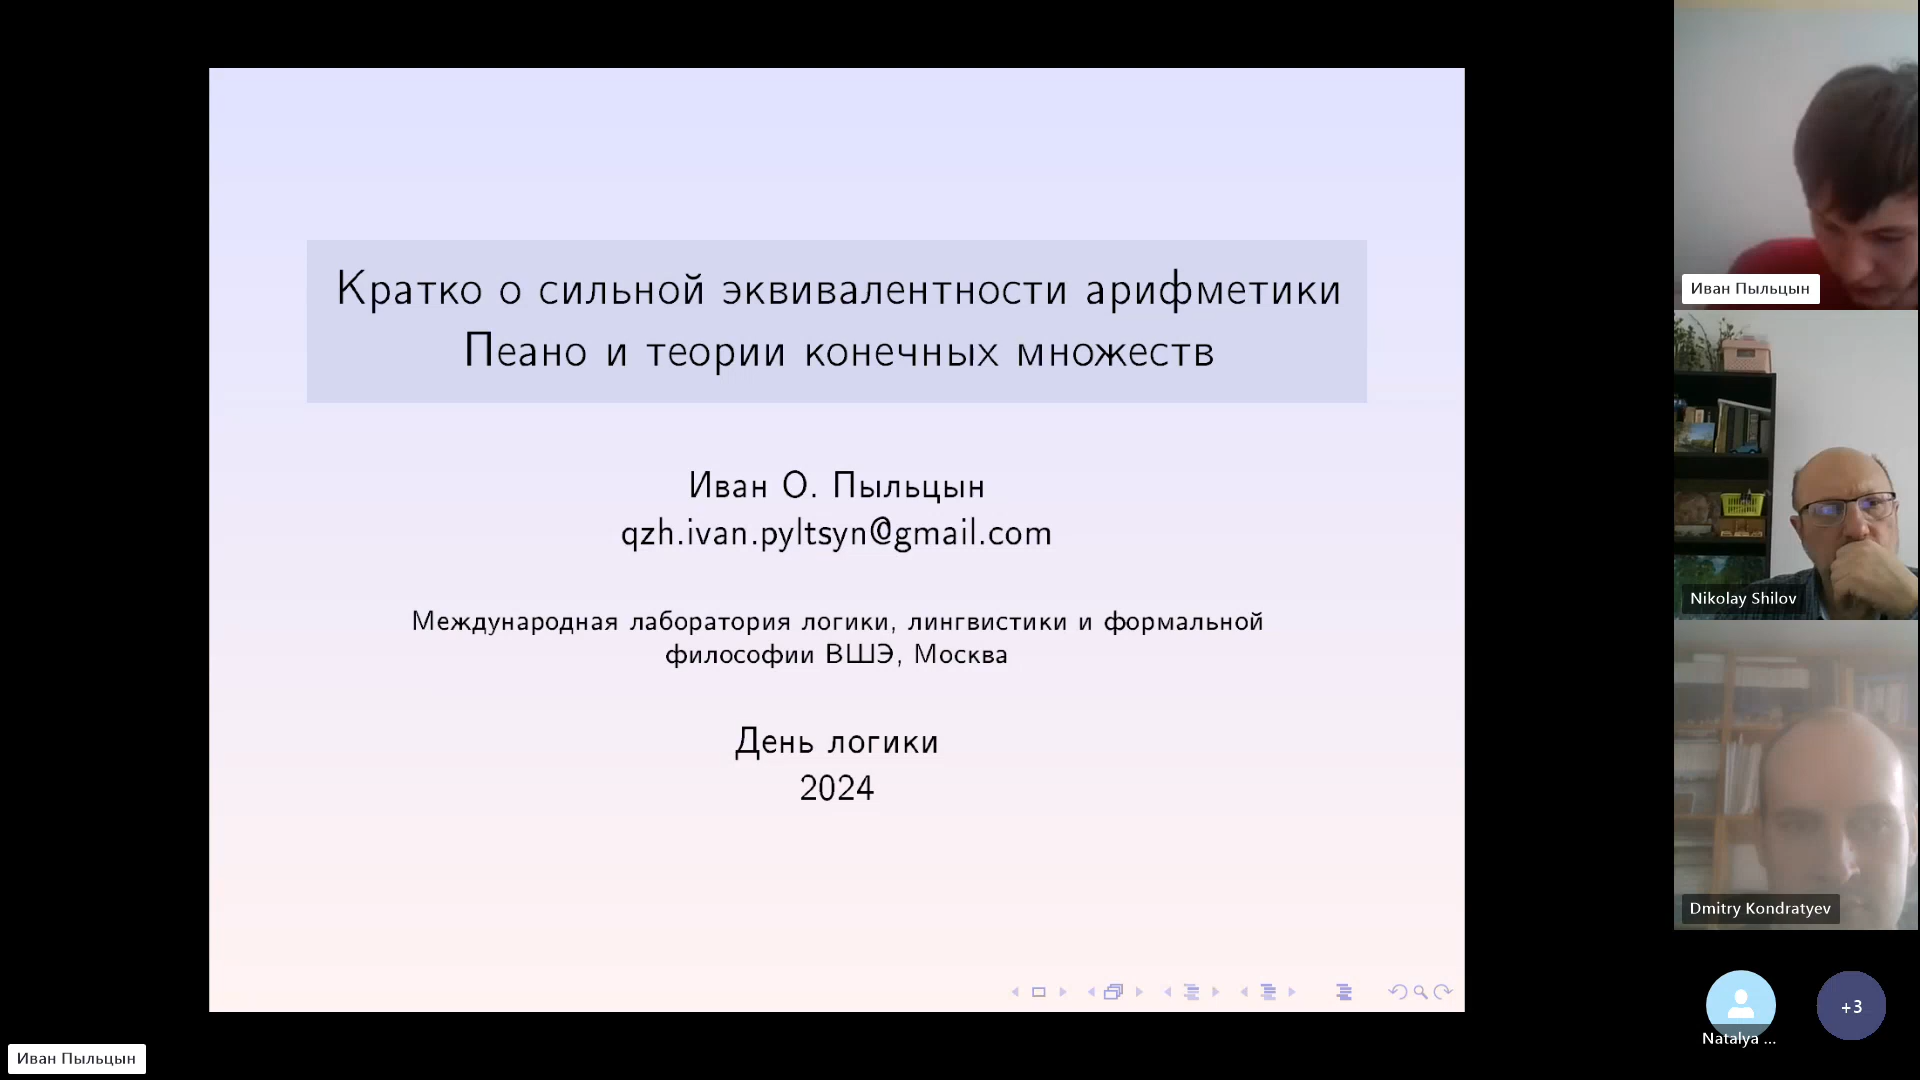 Кратко о сильной эквивалентности арифметики
Пеано и теории конечных множеств
Иван О. Пыльцын
qzh.ivan.pyltsyn@gmail.com
Международная лаборатория логики, лингвистики и формальной
философии ВШЭ, Москва
День логики
2024
Иван Пыльцын
Иван Пыльцын
Nikolay Shilov
Dmitry Kondratyev
Natalya ...
+3